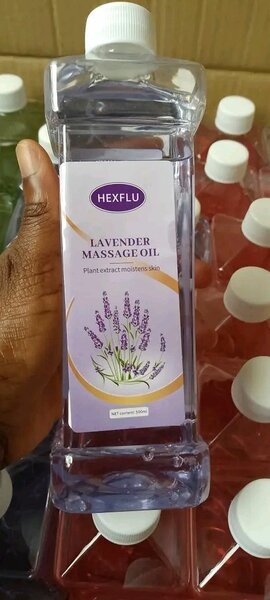 HEXFLU
LAVENDER
MASSAGE OIL
Plant extract moistens skin
NET content: 500ml